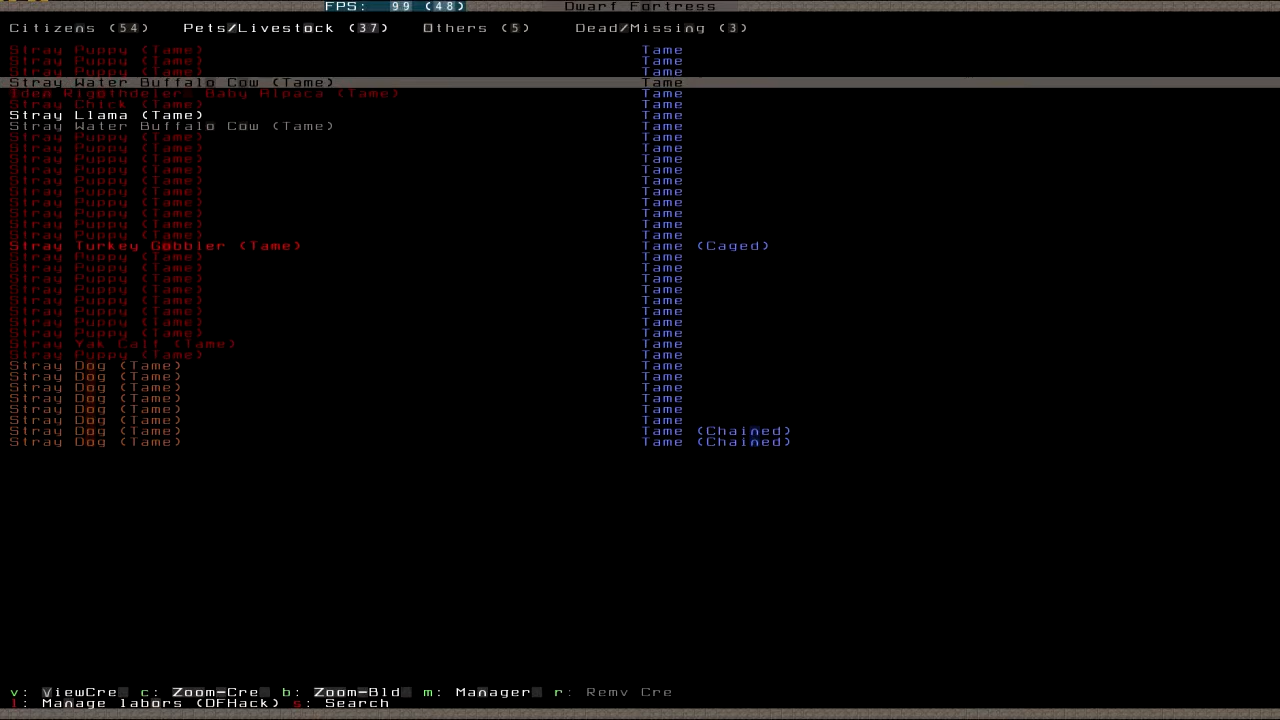 FPS: 99 (48) Dwarf Fortress
Citizens (54) Pets/Livestock (37) Others (5) Dead/Missing (3)
Stray Puppy (Tame) Tame
Stray Puppy (Tame) Tame
Stray Puppy (Tame) Tame
Stray Water Buffalo Cow (Tame) Tame
Baby Alpaca (Tame) Tame
Stray Chick (Tame) Tame
Stray Llama (Tame) Tame
Stray Water Buffalo Cow (Tame) Tame
Stray Puppy (Tame) Tame
Stray Puppy (Tame) Tame
Stray Puppy (Tame) Tame
Stray Puppy (Tame) Tame
Stray Puppy (Tame) Tame
Stray Puppy (Tame) Tame
Stray Puppy (Tame) Tame
Stray Puppy (Tame) Tame
Stray Puppy (Tame) Tame
Stray Puppy (Tame) Tame
Stray Turkey Gobbler (Tame) Tame (Caged)
Stray Puppy (Tame) Tame
Stray Puppy (Tame) Tame
Stray Puppy (Tame) Tame
Stray Puppy (Tame) Tame
Stray Puppy (Tame) Tame
Stray Puppy (Tame) Tame
Stray Puppy (Tame) Tame
Stray Puppy (Tame) Tame
Stray Yak Calf (Tame) Tame
Stray Puppy (Tame) Tame
Stray Dog (Tame) Tame
Stray Dog (Tame) Tame
Stray Dog (Tame) Tame
Stray Dog (Tame) Tame
Stray Dog (Tame) Tame
Stray Dog (Tame) Tame
Stray Dog (Tame) Tame (Chained)
Stray Dog (Tame) Tame (Chained)
v: ViewCre c: Zoom-Cre b: Zoom-Bld m: Manager r: Remv Cre
l: Manage labors (DFHack) s: Search